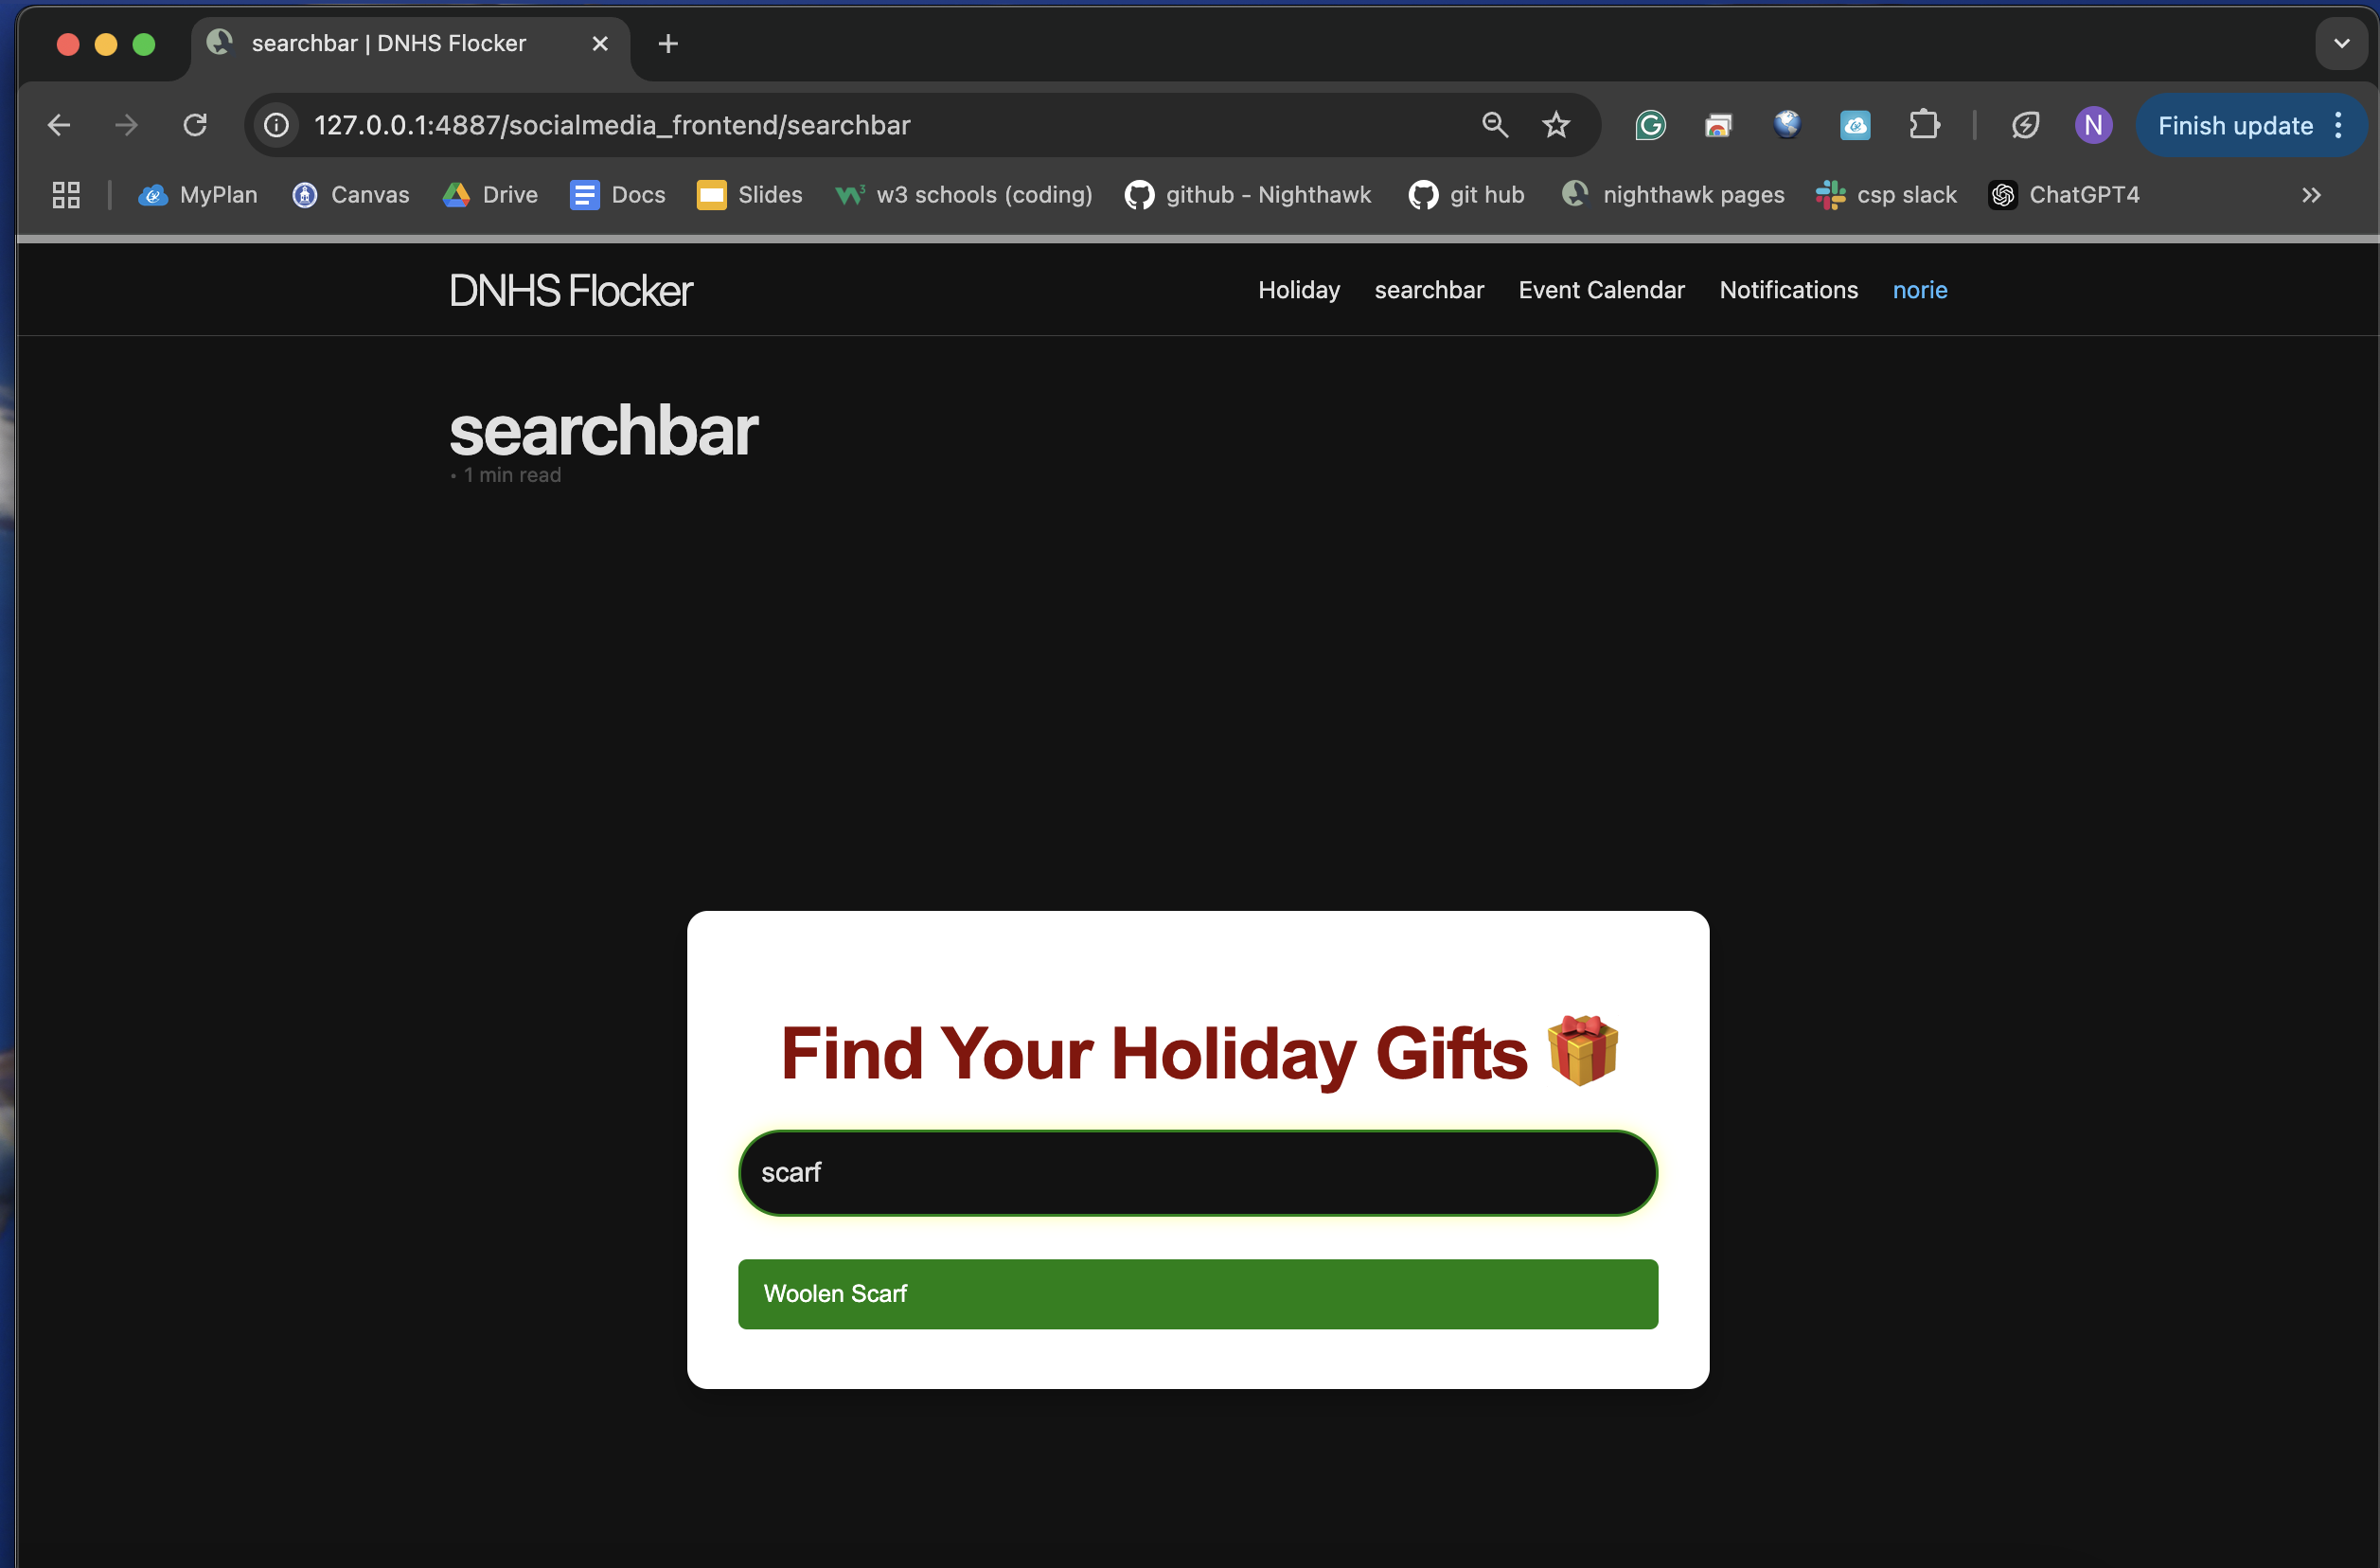 searchbar | DNHS Flocker
127.0.0.1:4887/socialmedia_frontend/searchbar
N
Finish update
MyPlan
Canvas
Drive
Docs
Slides
w3 schools (coding)
github - Nighthawk
git hub
nighthawk pages
csp slack
ChatGPT4
DNHS Flocker
Holiday
searchbar
Event Calendar
Notifications
norie
searchbar
• 1 min read
Find Your Holiday Gifts 🎁
scarf
Woolen Scarf